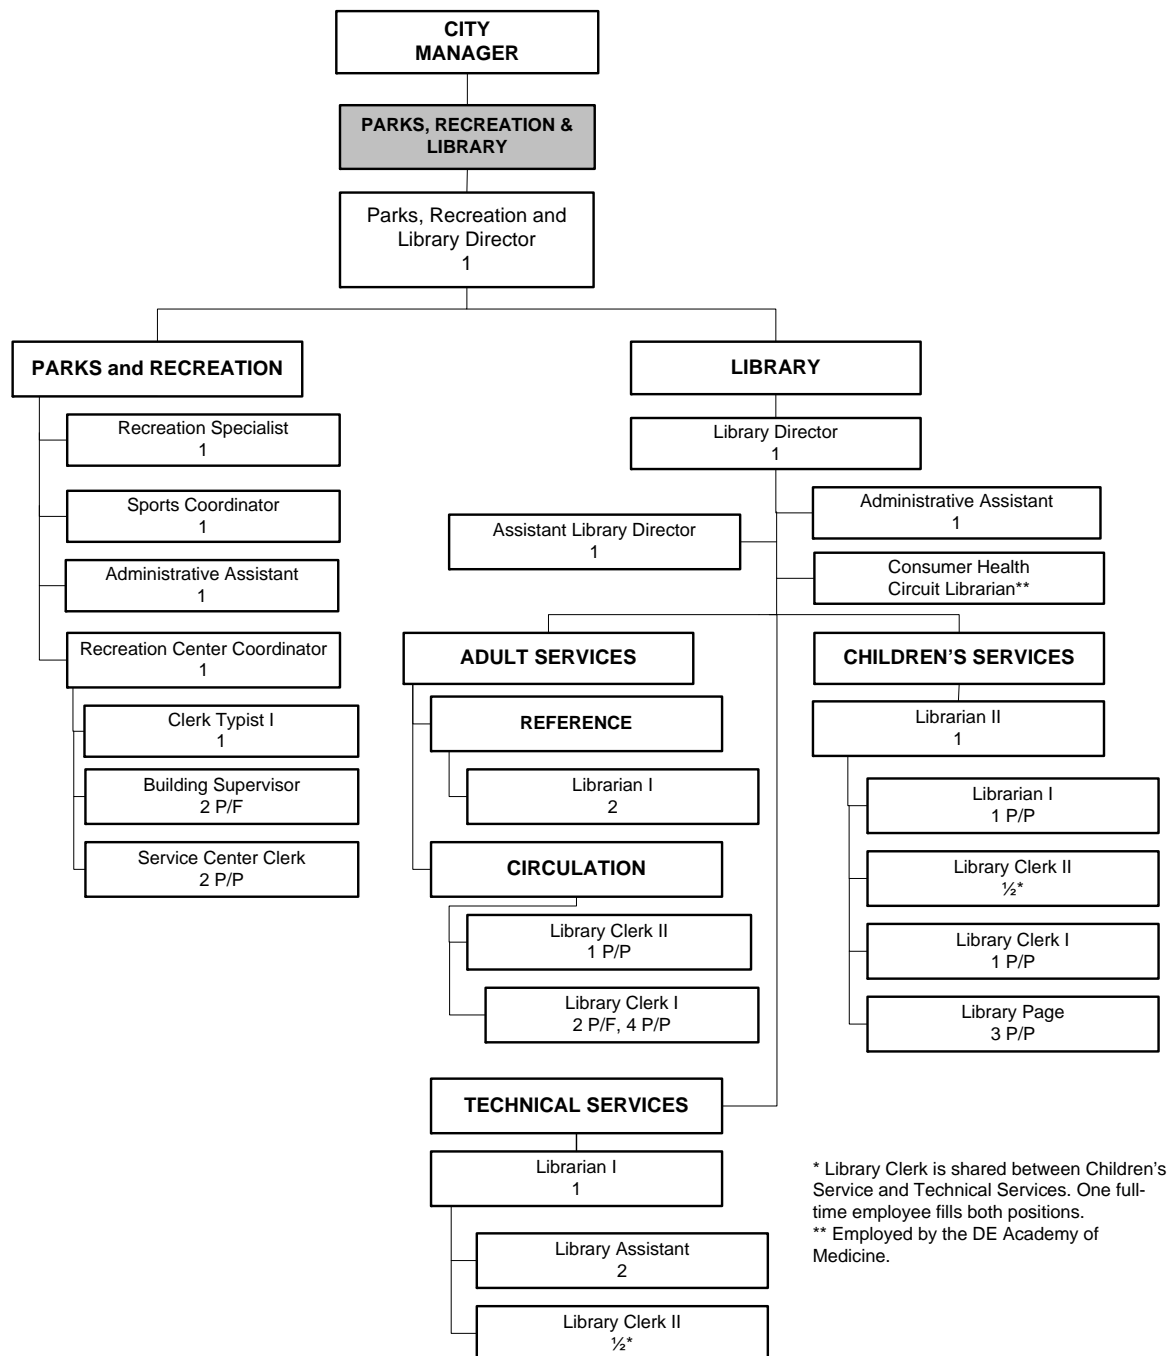 CITY
MANAGER
PARKS, RECREATION &
LIBRARY
Parks, Recreation and
Library Director
1
PARKS and RECREATION
Recreation Specialist
1
Sports Coordinator
1
Administrative Assistant
1
Recreation Center Coordinator
1
Clerk Typist I
1
Building Supervisor
2 P/F
Service Center Clerk
2 P/P
LIBRARY
Library Director
1
Administrative Assistant
1
Assistant Library Director
1
Consumer Health
Circuit Librarian**
ADULT SERVICES
REFERENCE
Librarian I
2
CIRCULATION
Library Clerk II
1 P/P
Library Clerk I
2 P/F, 4 P/P
CHILDREN'S SERVICES
Librarian II
1
Librarian I
1 P/P
Library Clerk II
½*
Library Clerk I
1 P/P
Library Page
3 P/P
TECHNICAL SERVICES
Librarian I
1
Library Assistant
2
Library Clerk II
½*
* Library Clerk is shared between Children's
Service and Technical Services. One full-
time employee fills both positions.
** Employed by the DE Academy of
Medicine.